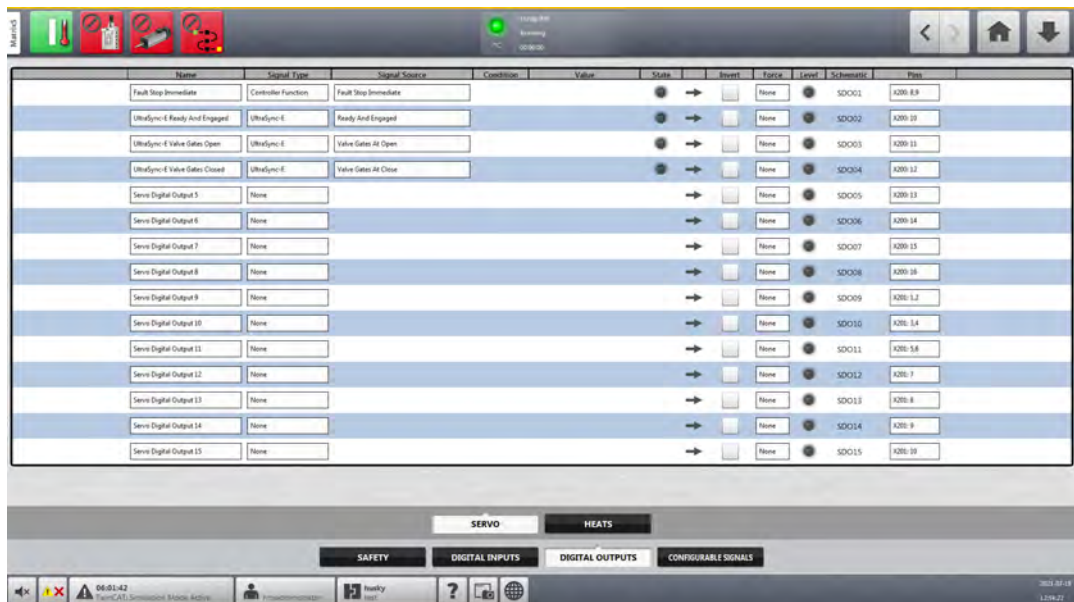 Matrix5
Running
00:00:00
Name Signal Type Signal Source Condition Value State Invert Force Level Schematic Pins
Fault Stop Immediate Controller Function Fault Stop Immediate None SDO01 X200: 8,9
UltraSync-E Ready And Engaged UltraSync-E Ready And Engaged None SDO02 X200: 10
UltraSync-E Valve Gates Open UltraSync-E Valve Gates At Open None SDO03 X200: 11
UltraSync-E Valve Gates Closed UltraSync-E Valve Gates At Close None SDO04 X200: 12
Servo Digital Output 5 None None SDO05 X200: 13
Servo Digital Output 6 None None SDO06 X200: 14
Servo Digital Output 7 None None SDO07 X200: 15
Servo Digital Output 8 None None SDO08 X200: 16
Servo Digital Output 9 None None SDO09 X201: 1,2
Servo Digital Output 10 None None SDO10 X201: 3,4
Servo Digital Output 11 None None SDO11 X201: 5,6
Servo Digital Output 12 None None SDO12 X201: 7
Servo Digital Output 13 None None SDO13 X201: 8
Servo Digital Output 14 None None SDO14 X201: 9
Servo Digital Output 15 None None SDO15 X201: 10
SERVO HEATS
SAFETY DIGITAL INPUTS DIGITAL OUTPUTS CONFIGURABLE SIGNALS
06:01:42
TwinCAT: Simulation Mode Active
husky
test
?